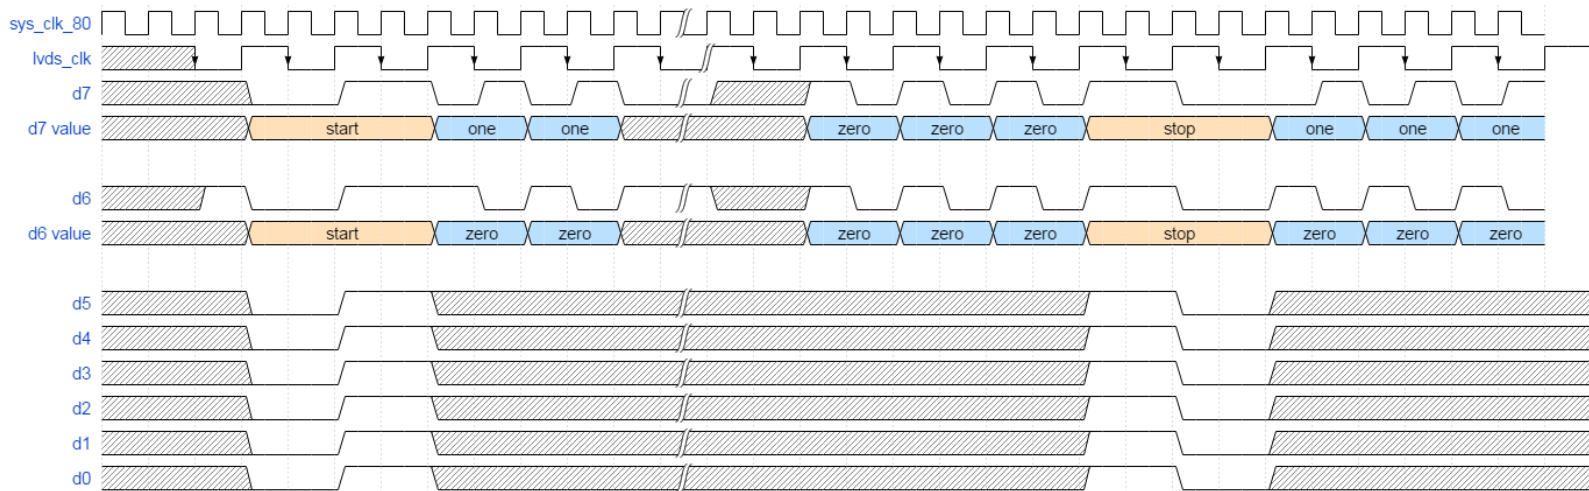 sys_clk_80
lvds_clk
d7
d7 value start one one zero zero zero stop one one one
d6
d6 value start zero zero zero zero zero stop zero zero zero
d5
d4
d3
d2
d1
d0